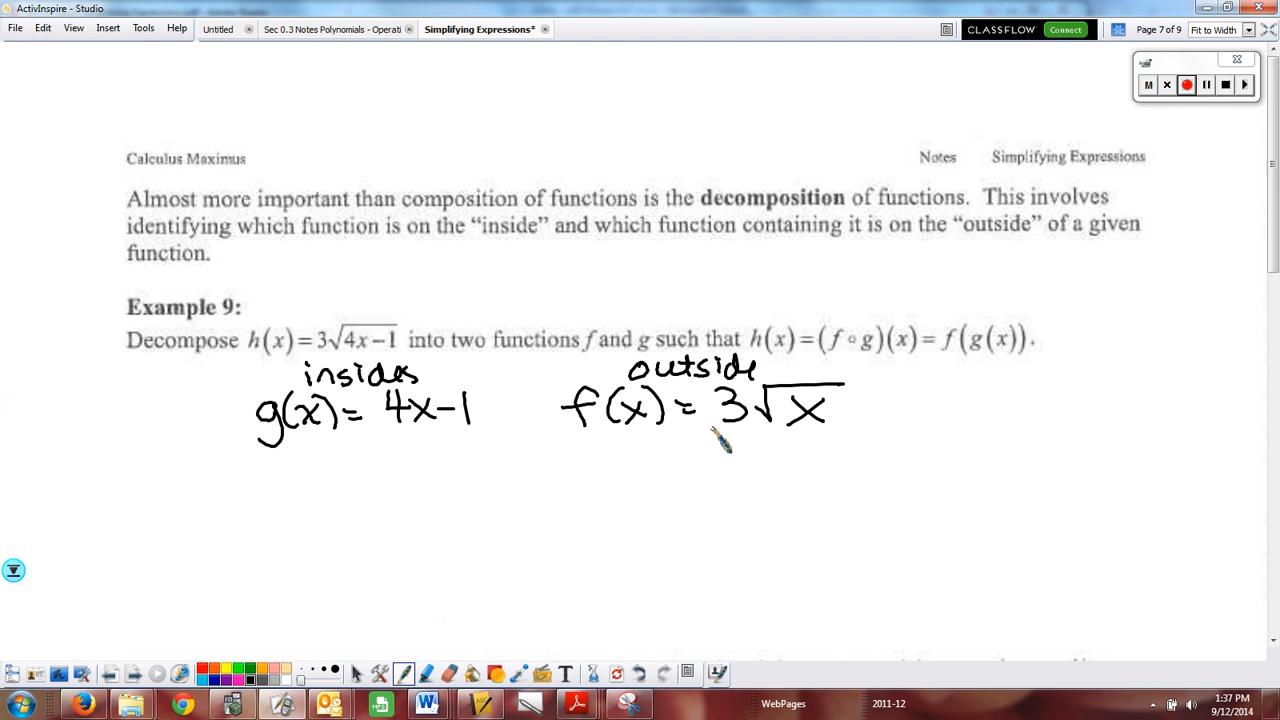 ActivInspire - Studio
File Edit View Insert Tools Help Untitled Sec 0.3 Notes Polynomials - Operati Simplifying Expressions* CLASSFLOW Connect Page 7 of 9 Fit to Width
M
Calculus Maximus Notes Simplifying Expressions
Almost more important than composition of functions is the decomposition of functions. This involves
identifying which function is on the “inside” and which function containing it is on the “outside” of a given
function.
Example 9:
Decompose h(x)=3√(4x−1) into two functions f and g such that h(x)=(f∘g)(x)=f(g(x)).
insides outside
g(x)= 4x-1 f(x)= 3√x
T
WebPages 2011-12 1:37 PM
9/12/2014